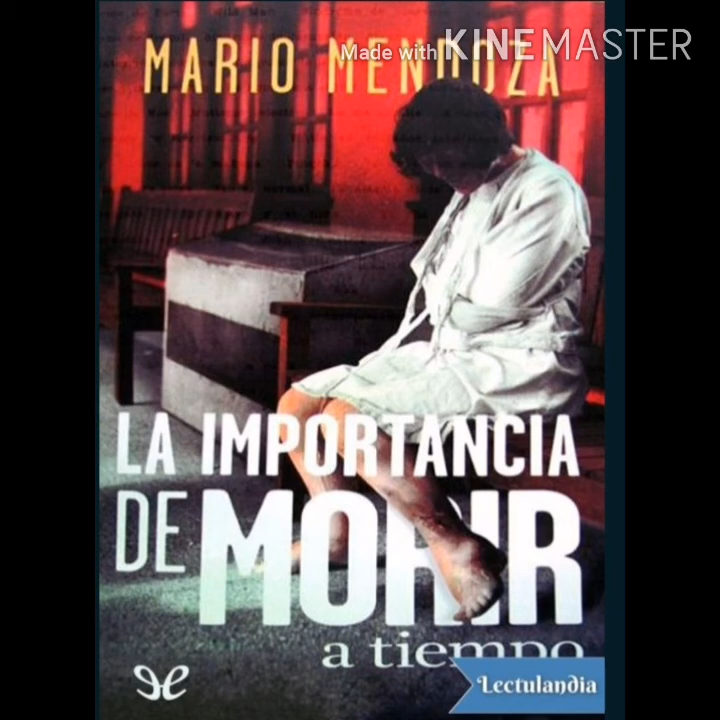 Made with KINEMASTER
MARIO MENDOZA
LA IMPORTANCIA
DE MORIR
a tiempo
Lectulandia